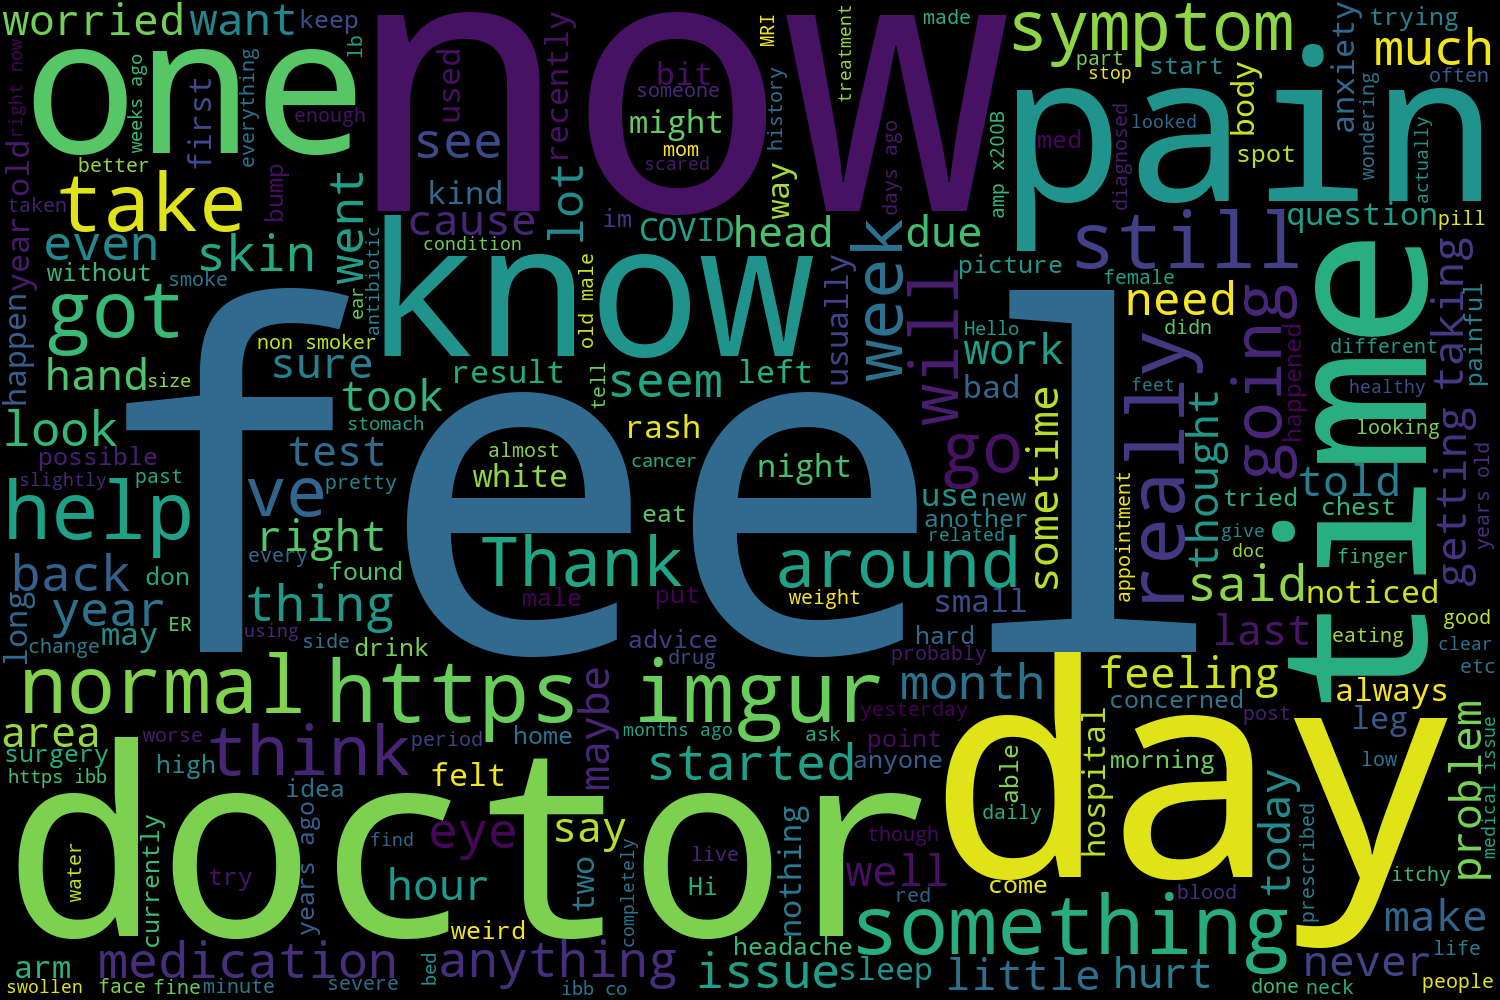 worried
want
keep
one
now
symptom
trying
anxiety
much
pain
part
stop
start
often
made
MRI
treatment
bit
someone
might
mom
scared
history
used
recently
lb
weeks ago
everything
first
enough
right now
better
old
year
taken
take
bump
went
see
kind
cause
lot
im
COVID
head
way
days ago
due
amp x200B
med
diagnosed
looked
body
spot
wondering
actually
question
pill
even
skin
without
smoke
got
antibiotic
ear
condition
know
old male
week
usually
picture
still
female
need
didn
time
happen
non smoker
sure
hand
size
result
seem
left
tell
will
Hello
work
bad
really
going
happened
different
getting taking
painful
healthy
feet
look
took
stomach
feel
rash
almost
white
cancer
night
go
sometime
thought
looking
possible
slightly
past
test
pretty
ve
help
eat
use
new
another
related
told
tried
chest
years old
give
doc
finger
right
every
found
Thank
around
appointment
back
don
thing
male
put
weight
small
said
noticed
year
long
may
ER
change
using
side
drink
advice
drug
hard
probably
last
eating
good
clear
etc
normal
https
imgur
maybe
month
feeling
concerned
always
yesterday
post
leg
area
surgery
worse
think
period
home
months ago
ask
point
anyone
day
hospital
morning
low
problem
medical issue
https ibb
high
felt
started
able
idea
years ago
doctor
find
eye
say
daily
today
though
water
currently
try
hour
two
live
Hi
nothing
well
come
blood
prescribed
itchy
red
weird
completely
something
make
life
headache
medication
anything
issue
sleep
little
hurt
never
arm
swollen
face
fine
minute
severe
bed
ibb co
done
neck
people